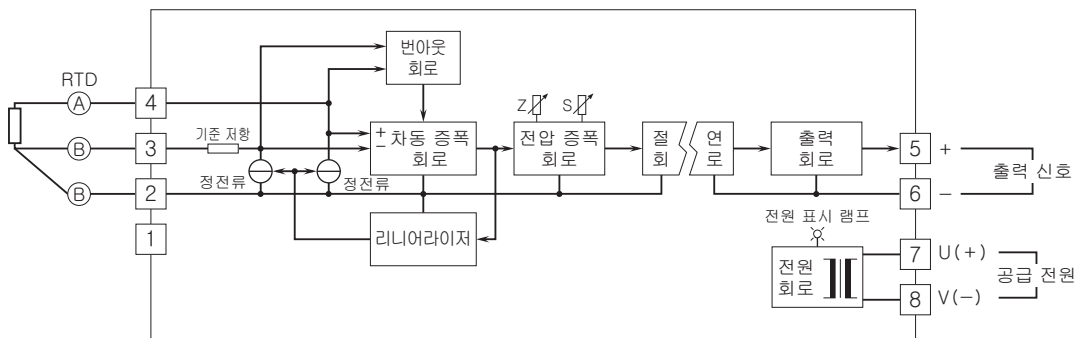 RTD
A
B
B
4
3
2
1
기준 저항
정전류
정전류
번아웃
회로
+
−
차동 증폭
회로
리니어라이저
Z
S
전압 증폭
회로
절 연
회 로
출력
회로
전원 표시 램프
전원
회로
5 +
6 −
출력 신호
7 U(+)
8 V(−)
공급 전원